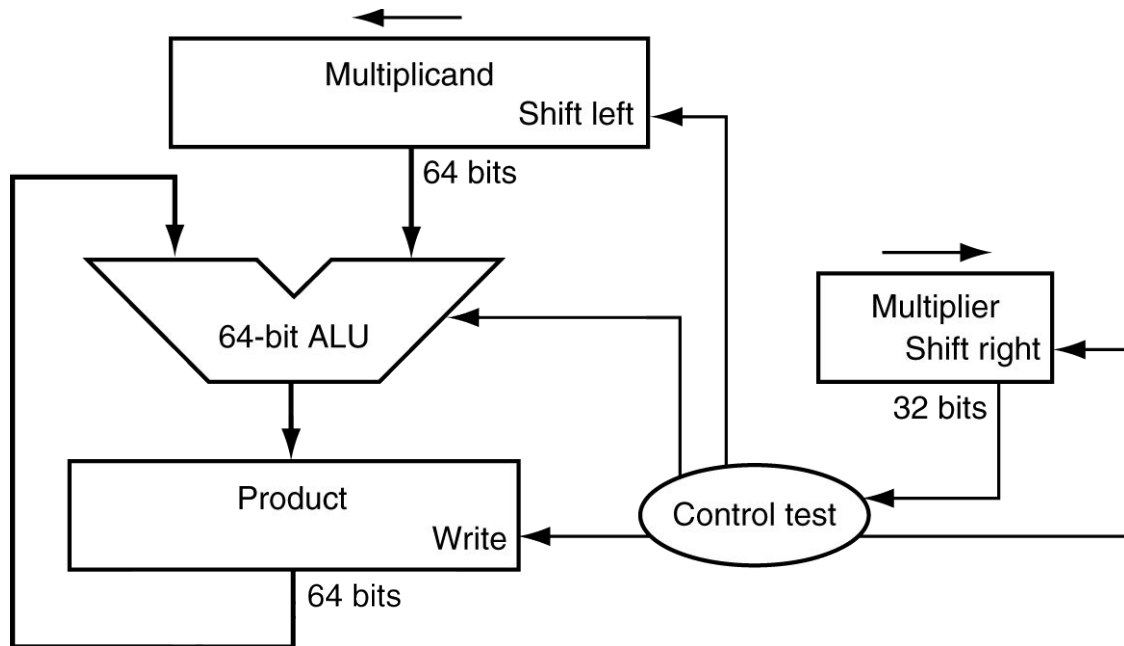 Multiplicand
Shift left
64 bits
64-bit ALU
Multiplier
Shift right
32 bits
Product
Write
Control test
64 bits